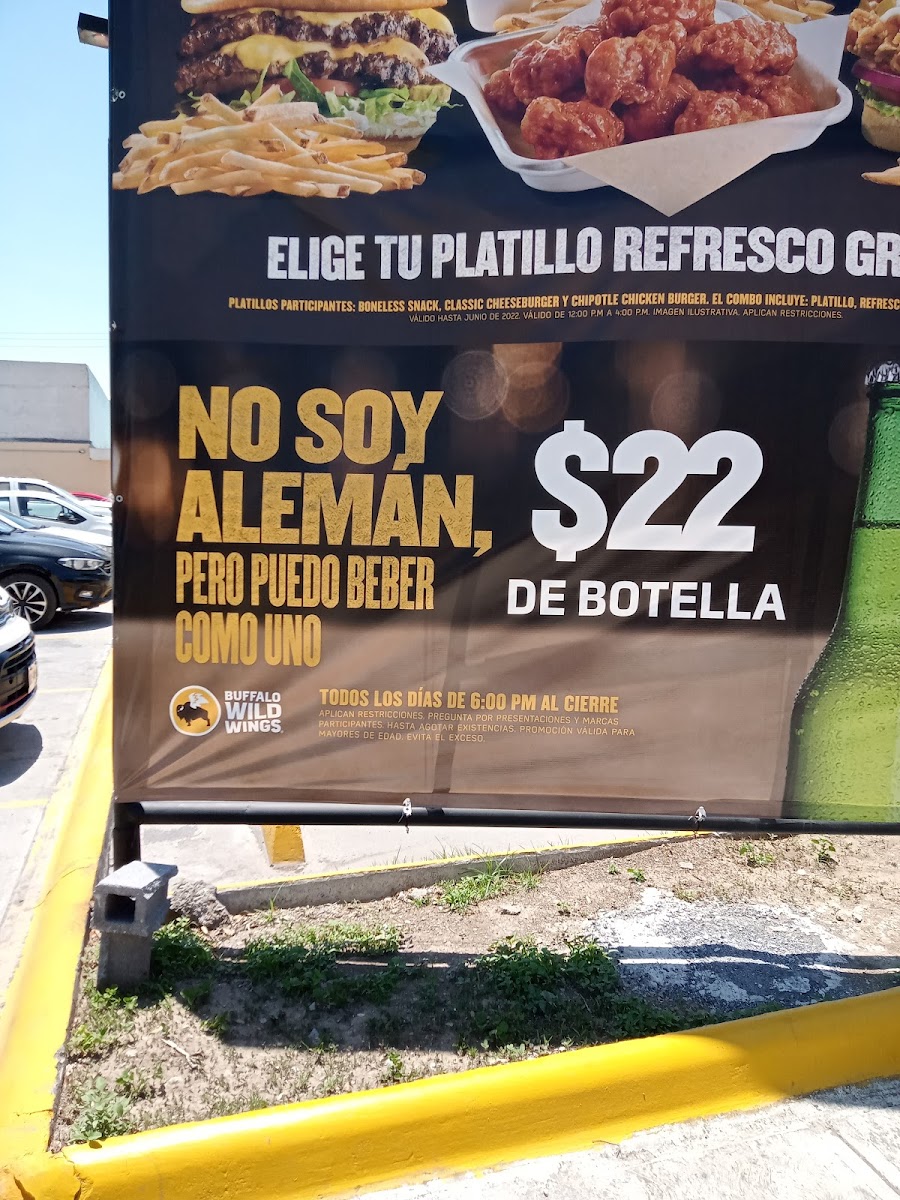 ELIGE TU PLATILLO REFRESCO GR
PLATILLOS PARTICIPANTES: BONELESS SNACK, CLASSIC CHEESEBURGER Y CHIPOTLE CHICKEN BURGER. EL COMBO INCLUYE: PLATILLO, REFRESC
VÁLIDO HASTA JUNIO DE 2022. VÁLIDO DE 12:00 P.M A 4:00 P.M. IMAGEN ILUSTRATIVA. APLICAN RESTRICCIONES.
NO SOY
ALEMÁN,
PERO PUEDO BEBER
COMO UNO
$22
DE BOTELLA
BUFFALO
WILD
WINGS
TODOS LOS DÍAS DE 6:00 PM AL CIERRE
APLICAN RESTRICCIONES. PREGUNTA POR PRESENTACIONES Y MARCAS
PARTICIPANTES. HASTA AGOTAR EXISTENCIAS. PROMOCIÓN VÁLIDA PARA
MAYORES DE EDAD. EVITA EL EXCESO.